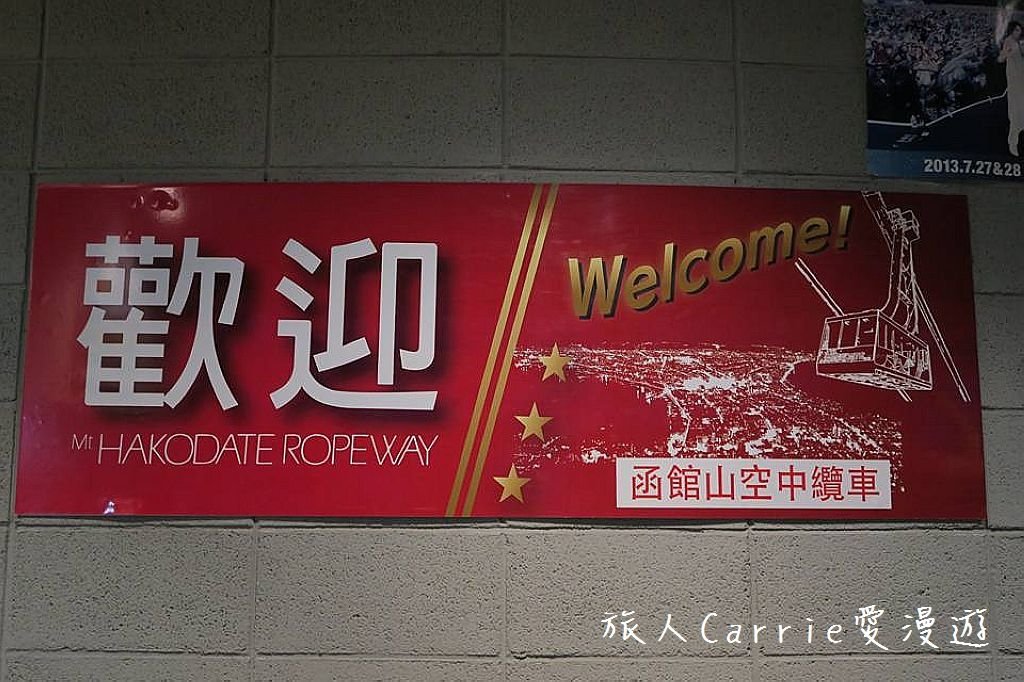 歡迎
Mt HAKODATE ROPEWAY
Welcome!
函館山空中纜車
2013.7.27&28
旅人Carrie愛漫遊